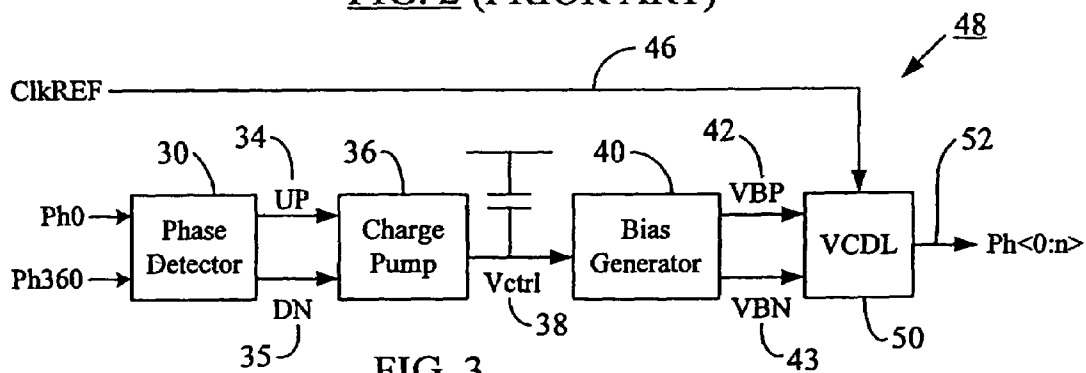 FIG. 2 (PRIOR ART)
48
46
ClkREF
34
36
42
52
30
40
UP
VBP
Ph0
Phase
Detector
Charge
Pump
Bias
Generator
VCDL
Ph<0:n>
Ph360
Vctrl
DN
VBN
38
35
43
50
FIG. 3